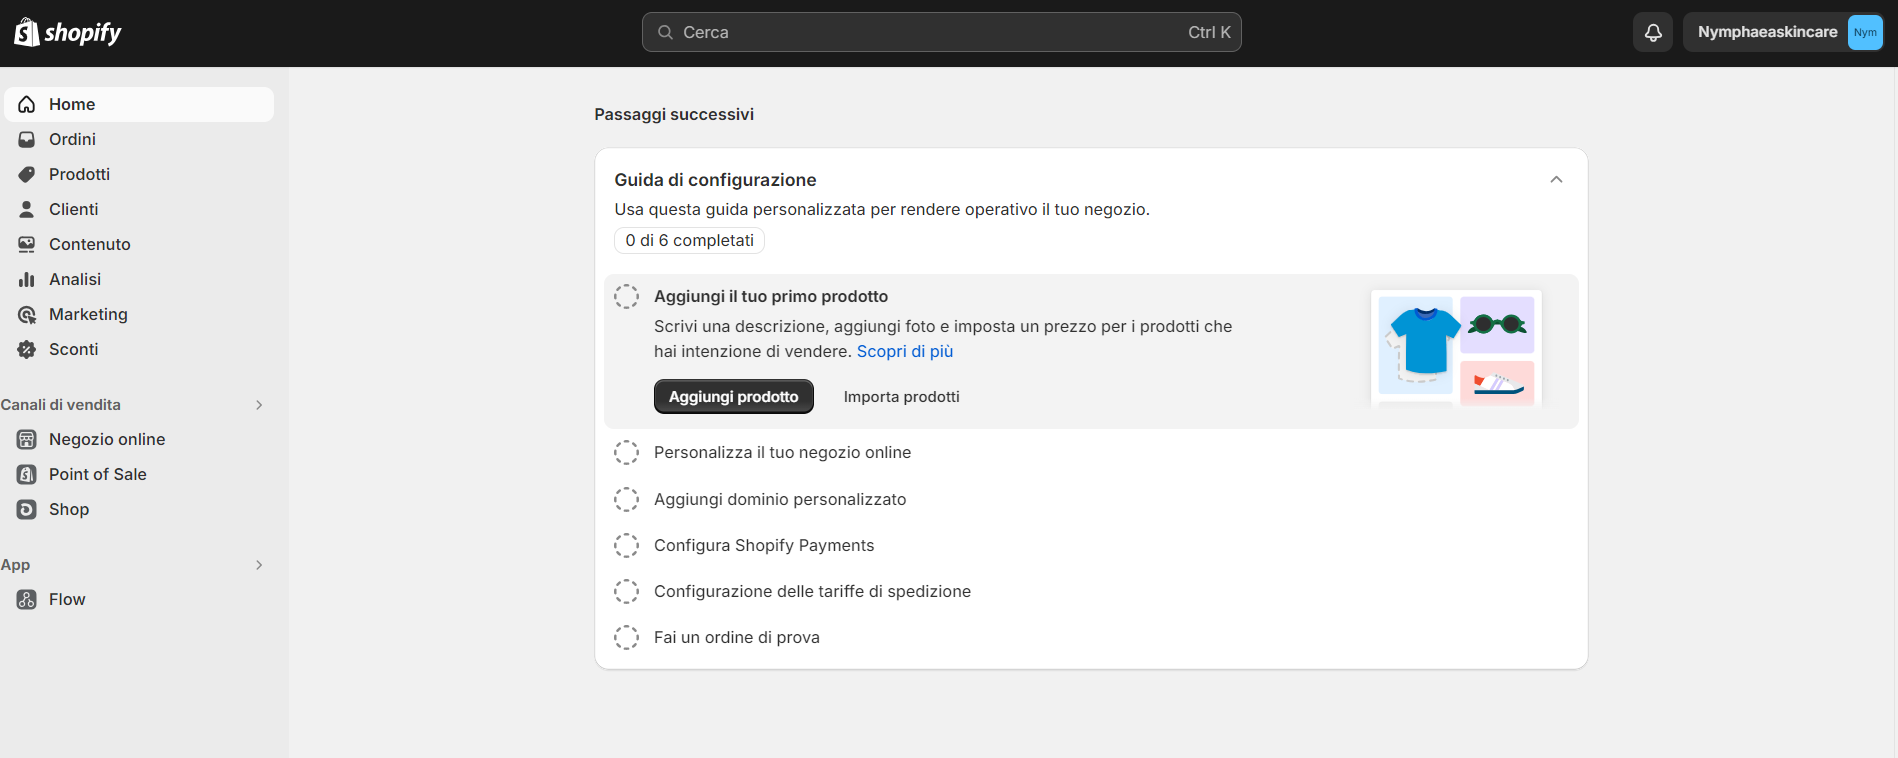 shopify
Cerca
Ctrl K
Nymphaeaskincare
Nym
Home
Ordini
Prodotti
Clienti
Contenuto
Analisi
Marketing
Sconti
Canali di vendita
Negozio online
Point of Sale
Shop
App
Flow
Passaggi successivi
Guida di configurazione
Usa questa guida personalizzata per rendere operativo il tuo negozio.
0 di 6 completati
Aggiungi il tuo primo prodotto
Scrivi una descrizione, aggiungi foto e imposta un prezzo per i prodotti che
hai intenzione di vendere. Scopri di più
Aggiungi prodotto
Importa prodotti
Personalizza il tuo negozio online
Aggiungi dominio personalizzato
Configura Shopify Payments
Configurazione delle tariffe di spedizione
Fai un ordine di prova